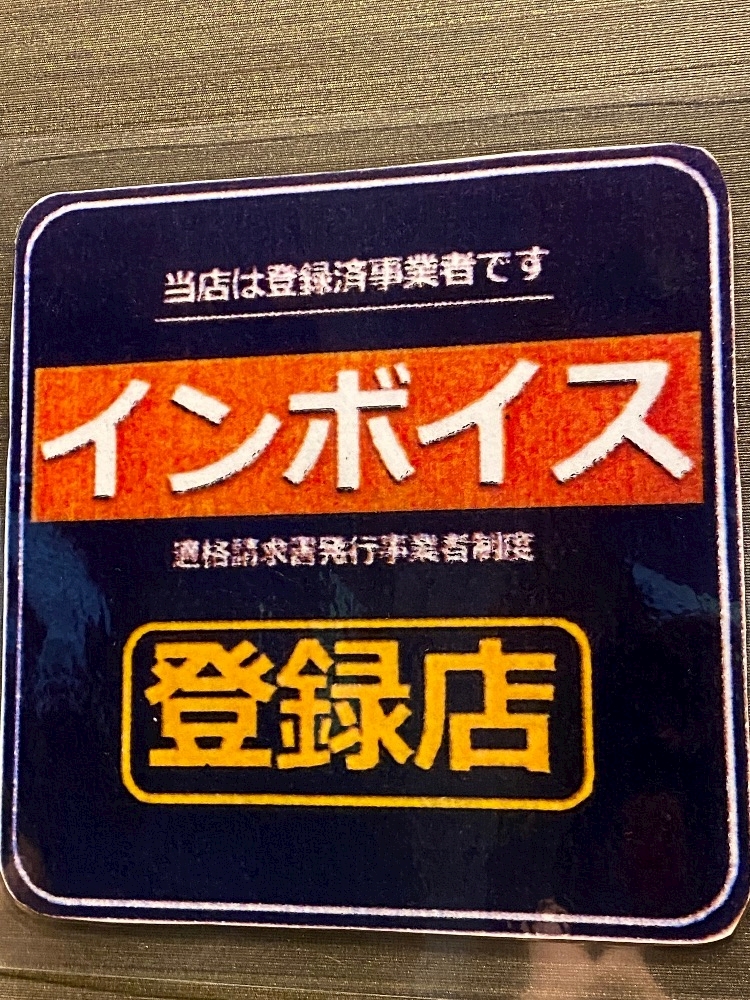 当店は登録済事業者です
インボイス
適格請求書発行事業者制度
登録店